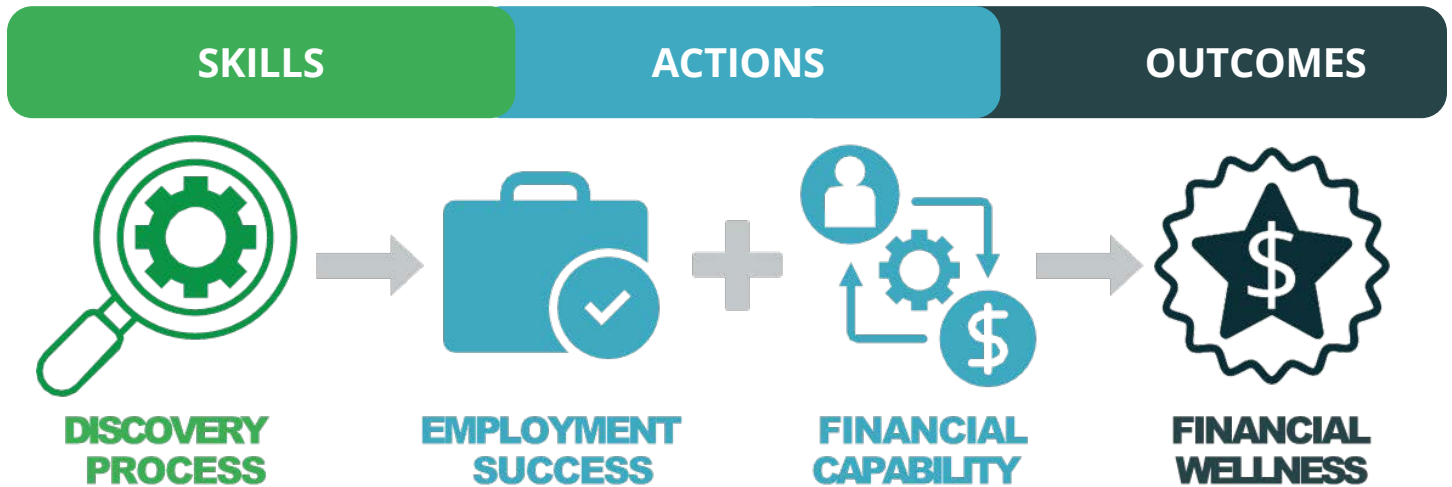 SKILLS
ACTIONS
OUTCOMES
$
$
DISCOVERY
PROCESS
EMPLOYMENT
SUCCESS
FINANCIAL
CAPABILITY
FINANCIAL
WELLNESS